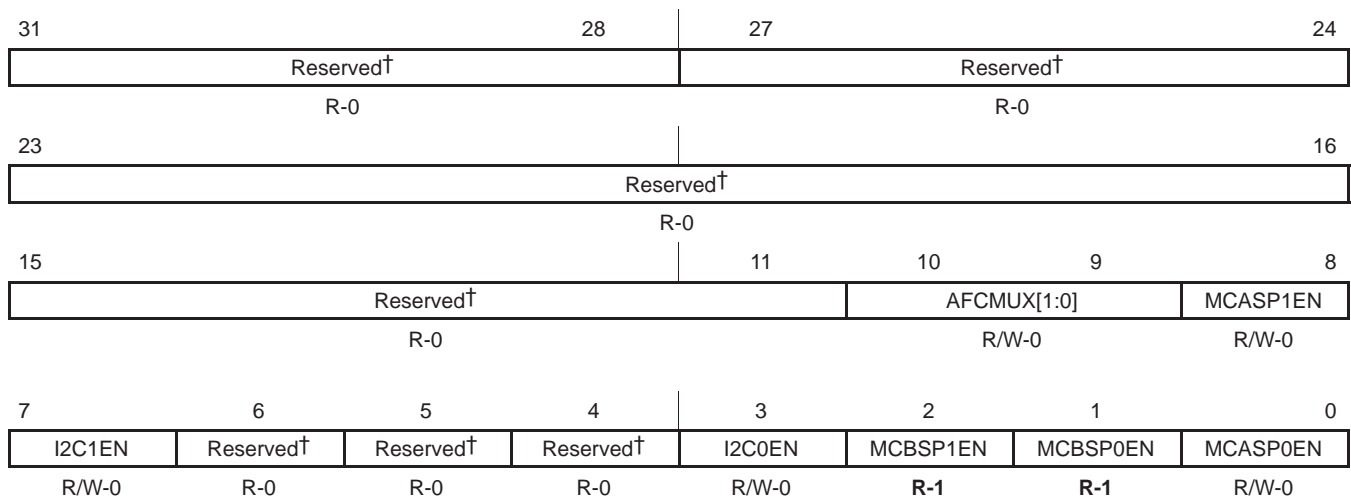 31 28 27 24
Reserved† Reserved†
R-0 R-0
23 16
Reserved†
R-0
15 11 10 9 8
Reserved† AFCMUX[1:0] MCASP1EN
R-0 R/W-0 R/W-0
7 6 5 4 3 2 1 0
I2C1EN Reserved† Reserved† Reserved† I2C0EN MCBSP1EN MCBSP0EN MCASP0EN
R/W-0 R-0 R-0 R-0 R/W-0 R-1 R-1 R/W-0